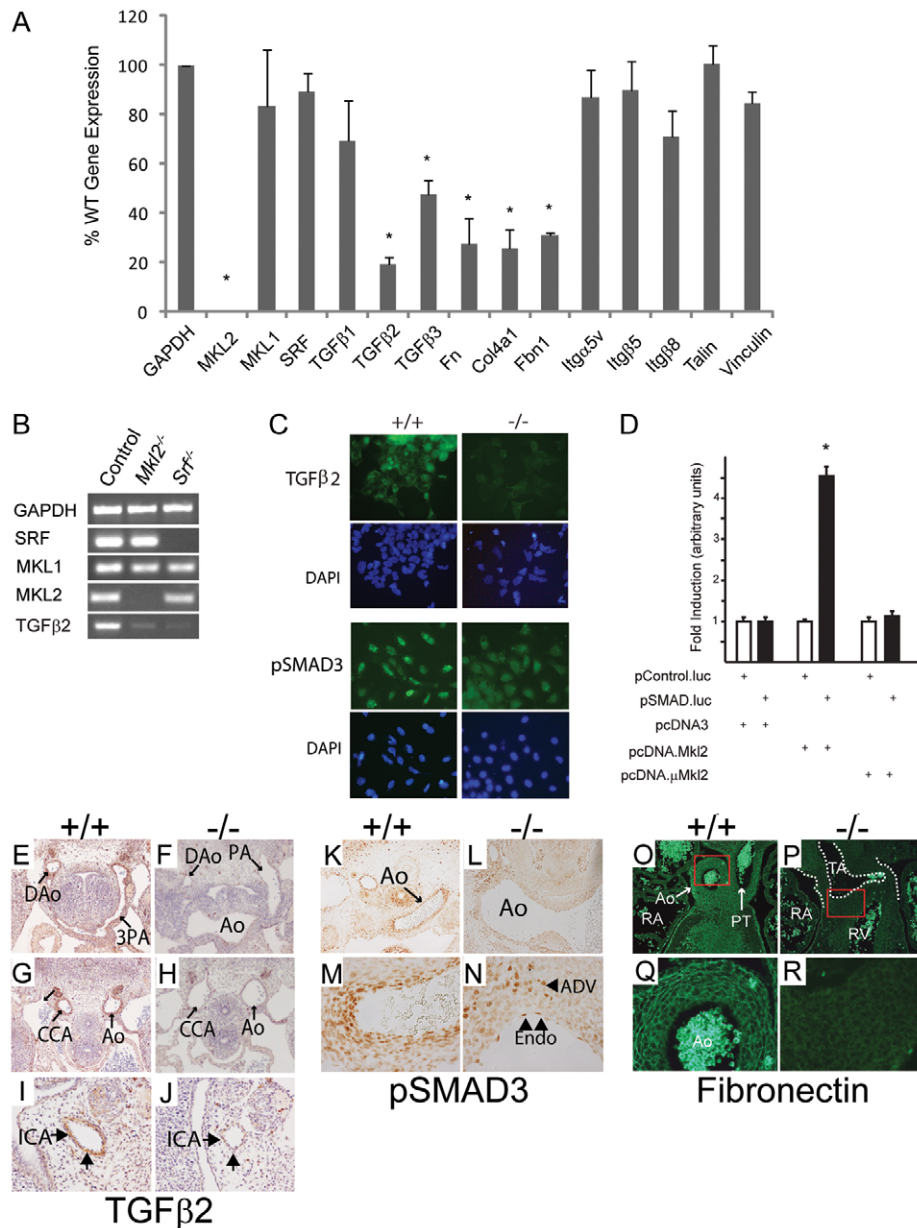 A
120
100
80
60
40
20
0
% WT Gene Expression
* * * * * *
GAPDH MKL2 MKL1 SRF TGFβ1 TGFβ2 TGFβ3 Fn Col4a1 Fbn1 Itgα5v Itgβ5 Itgβ8 Talin Vinculin
B
Control Mkl2-/- Srf-/-
GAPDH
SRF
MKL1
MKL2
TGFβ2
C
+/+ -/-
TGFβ2
DAPI
pSMAD3
DAPI
D
*
4
3
2
1
Fold Induction (arbitrary units)
pControl.luc + + +
pSMAD.luc + + +
pcDNA3 + +
pcDNA.Mkl2 + +
pcDNA.μMkl2 + +
+/+ -/-
E DAo 3PA
F DAo PA Ao
G CCA Ao
H CCA Ao
I ICA
J ICA
TGFβ2
+/+ -/-
K Ao
L Ao
M
N ADV Endo
pSMAD3
+/+ -/-
O Ao RA PT
P TA RA RV
Q Ao
R
Fibronectin